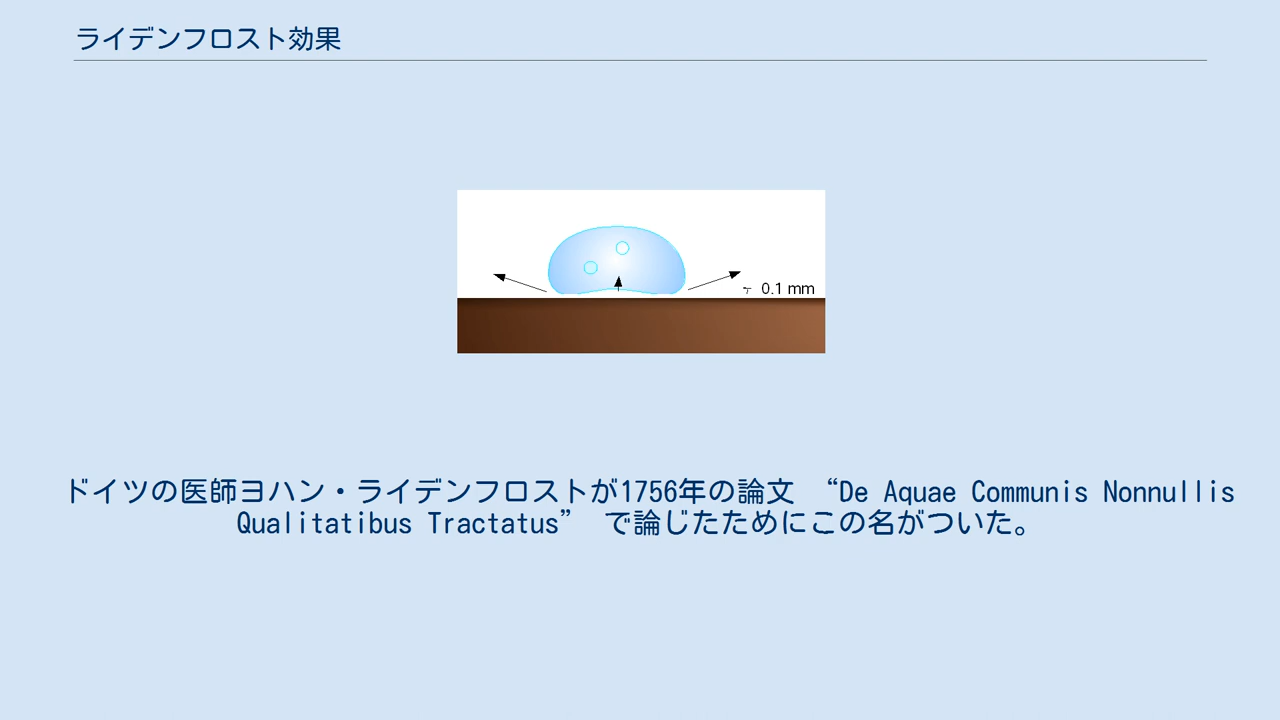 ライデンフロスト効果
0.1 mm
ドイツの医師ヨハン・ライデンフロストが1756年の論文 “De Aquae Communis Nonnullis
Qualitatibus Tractatus” で論じたためにこの名がついた。